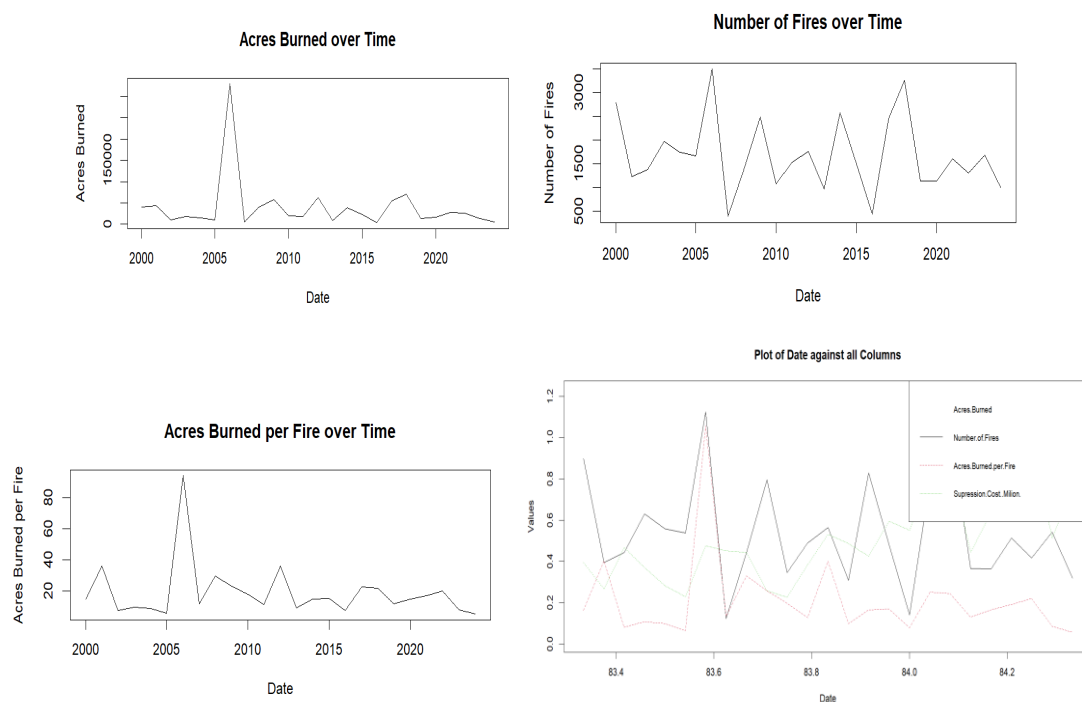 Acres Burned over Time
Acres Burned
150000
0
2000 2005 2010 2015 2020
Date
Number of Fires over Time
Number of Fires
3000
1500
500
2000 2005 2010 2015 2020
Date
Acres Burned per Fire over Time
Acres Burned per Fire
80
60
40
20
2000 2005 2010 2015 2020
Date
Plot of Date against all Columns
Values
1.2
1.0
0.8
0.6
0.4
0.2
0.0
Acres.Burned
Number.of.Fires
Acres.Burned.per.Fire
Supression.Cost..Milion.
83.4 83.6 83.8 84.0 84.2
Date